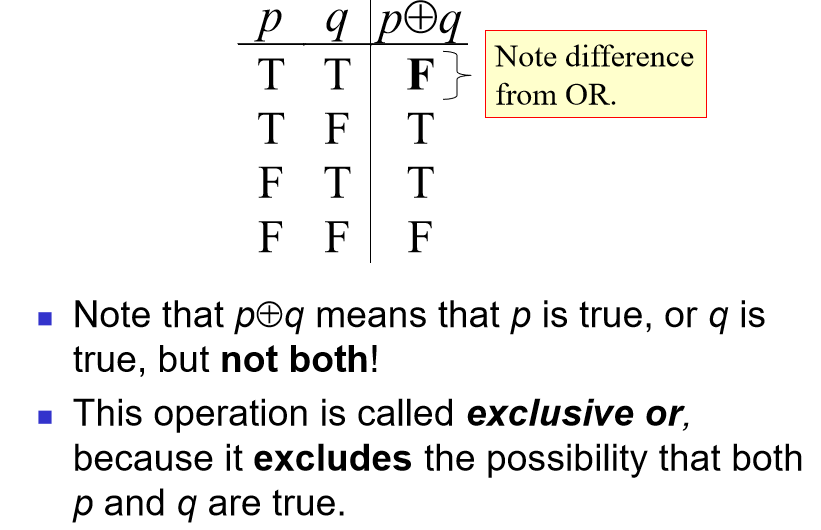 p q p⊕q
T T F
Note difference
from OR.
T F T
F T T
F F F
Note that p⊕q means that p is true, or q is
true, but not both!
This operation is called exclusive or,
because it excludes the possibility that both
p and q are true.